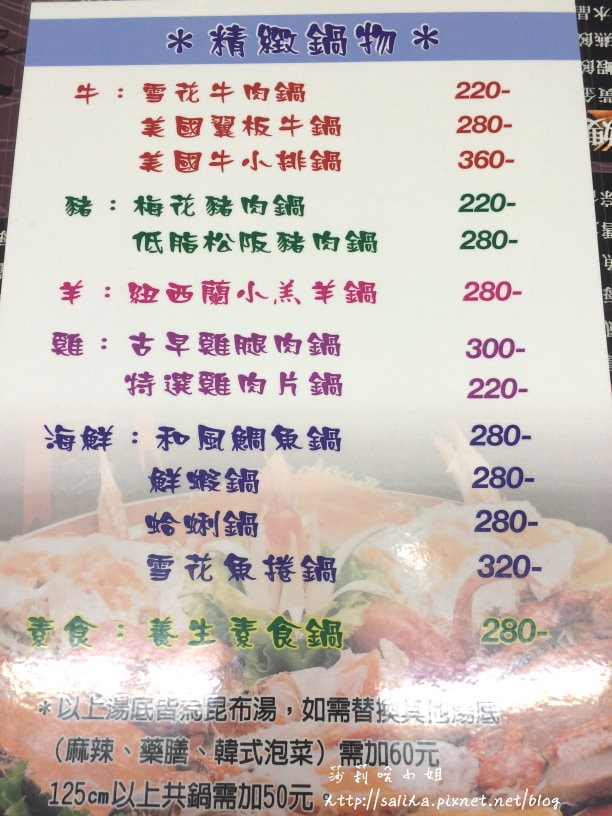 ＊精緻鍋物＊
牛：雪花牛肉鍋 220-
美國翼板牛鍋 280-
美國牛小排鍋 360-
豬：梅花豬肉鍋 220-
低脂松阪豬肉鍋 280-
羊：紐西蘭小羔羊鍋 280-
雞：古早雞腿肉鍋 300-
特選雞肉片鍋 220-
海鮮：和風鯛魚鍋 280-
鮮蝦鍋 280-
蛤蜊鍋 280-
雪花魚捲鍋 320-
素食：養生素食鍋 280-
＊以上湯底皆為昆布湯，如需替換其他湯底
（麻辣、藥膳、韓式泡菜）需加60元
125cm以上共鍋需加50元。
莎莉哈小姐
http://saliha.pixnet.net/blog